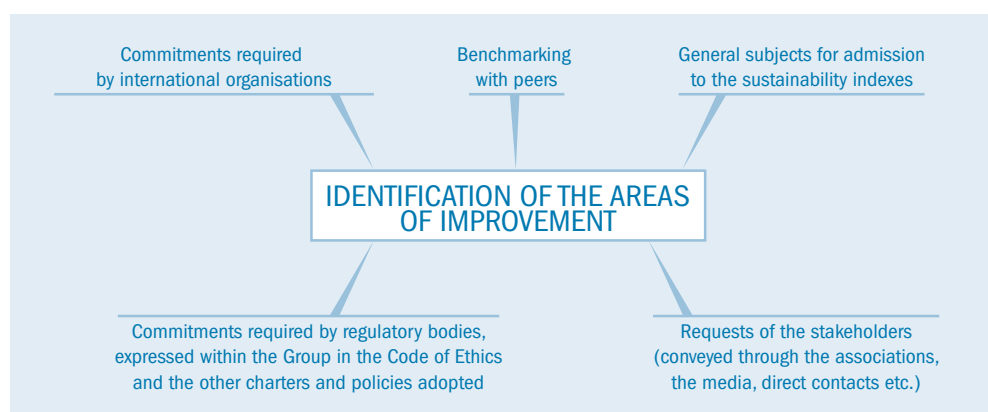 Commitments required
by international organisations
Benchmarking
with peers
General subjects for admission
to the sustainability indexes
IDENTIFICATION OF THE AREAS
OF IMPROVEMENT
Commitments required by regulatory bodies,
expressed within the Group in the Code of Ethics
and the other charters and policies adopted
Requests of the stakeholders
(conveyed through the associations,
the media, direct contacts etc.)